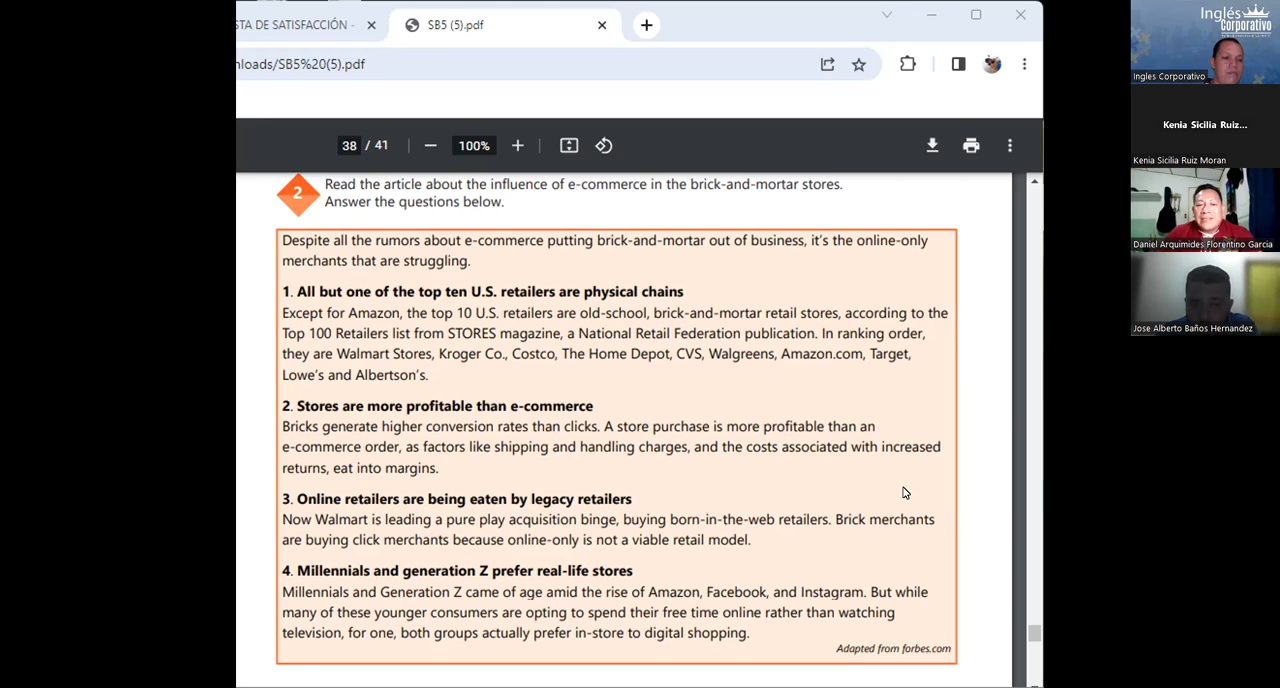 STA DE SATISFACCIÓN -
SB5 (5).pdf
nloads/SB5%20(5).pdf
38 / 41
100%
2
Read the article about the influence of e-commerce in the brick-and-mortar stores.
Answer the questions below.
Despite all the rumors about e-commerce putting brick-and-mortar out of business, it's the online-only
merchants that are struggling.
1. All but one of the top ten U.S. retailers are physical chains
Except for Amazon, the top 10 U.S. retailers are old-school, brick-and-mortar retail stores, according to the
Top 100 Retailers list from STORES magazine, a National Retail Federation publication. In ranking order,
they are Walmart Stores, Kroger Co., Costco, The Home Depot, CVS, Walgreens, Amazon.com, Target,
Lowe's and Albertson's.
2. Stores are more profitable than e-commerce
Bricks generate higher conversion rates than clicks. A store purchase is more profitable than an
e-commerce order, as factors like shipping and handling charges, and the costs associated with increased
returns, eat into margins.
3. Online retailers are being eaten by legacy retailers
Now Walmart is leading a pure play acquisition binge, buying born-in-the-web retailers. Brick merchants
are buying click merchants because online-only is not a viable retail model.
4. Millennials and generation Z prefer real-life stores
Millennials and Generation Z came of age amid the rise of Amazon, Facebook, and Instagram. But while
many of these younger consumers are opting to spend their free time online rather than watching
television, for one, both groups actually prefer in-store to digital shopping.
Adapted from forbes.com
Inglés
Corporativo
Ingles Corporativo
Kenia Sicilia Ruiz...
Kenia Sicilia Ruiz Moran
Daniel Arquimides Florentino Garcia
Jose Alberto Baños Hernandez